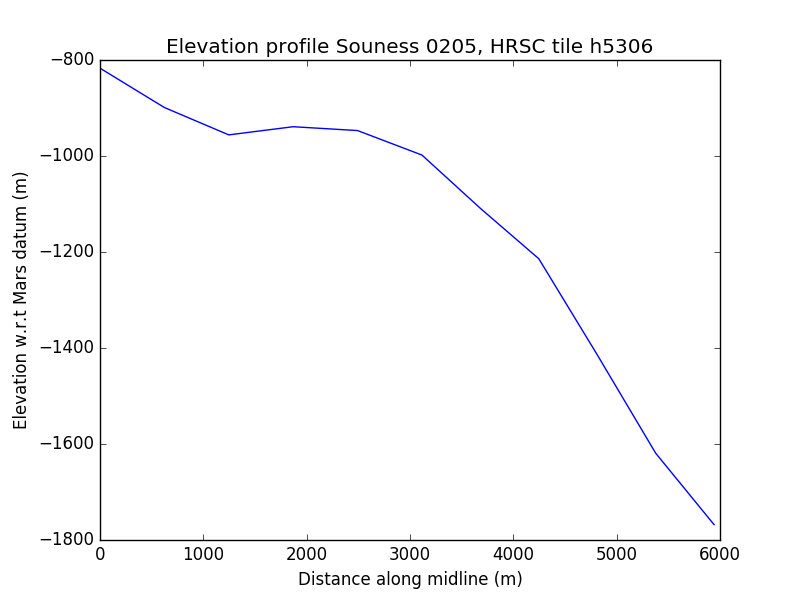 Elevation profile Souness 0205, HRSC tile h5306
−800
−1000
−1200
−1400
−1600
−1800
Elevation w.r.t Mars datum (m)
0 1000 2000 3000 4000 5000 6000
Distance along midline (m)